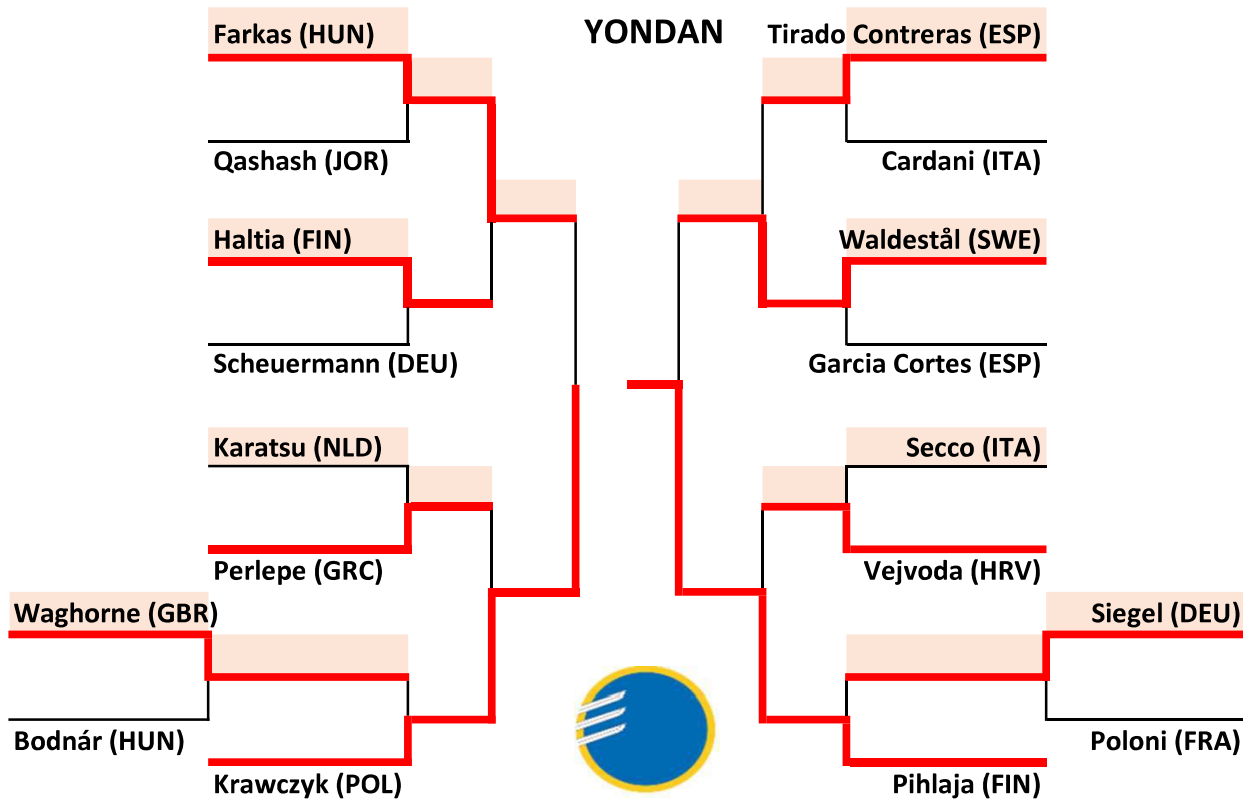 Farkas (HUN)
YONDAN
Tirado Contreras (ESP)
Qashash (JOR)
Cardani (ITA)
Haltia (FIN)
Waldestål (SWE)
Scheuermann (DEU)
Garcia Cortes (ESP)
Karatsu (NLD)
Secco (ITA)
Perlepe (GRC)
Vejvoda (HRV)
Waghorne (GBR)
Siegel (DEU)
Bodnár (HUN)
Poloni (FRA)
Krawczyk (POL)
Pihlaja (FIN)